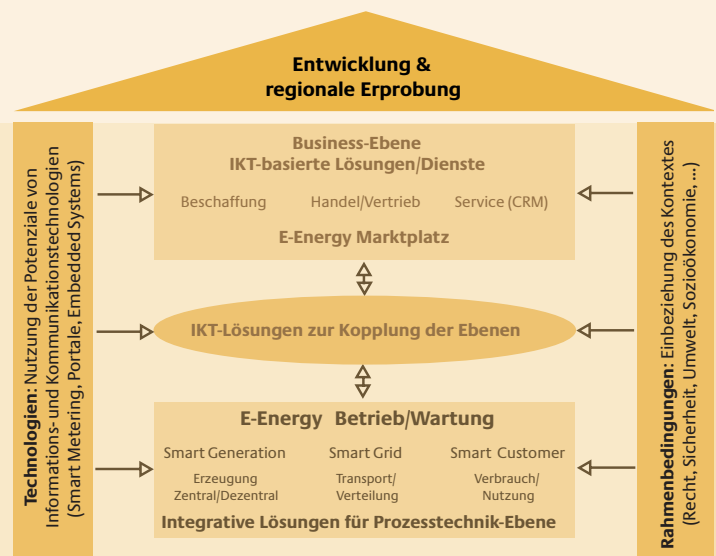 Entwicklung &
regionale Erprobung
Technologien: Nutzung der Potenziale von
Informations- und Kommunikationstechnologien
(Smart Metering, Portale, Embedded Systems)
Business-Ebene
IKT-basierte Lösungen/Dienste
Beschaffung Handel/Vertrieb Service (CRM)
E-Energy Marktplatz
IKT-Lösungen zur Kopplung der Ebenen
E-Energy Betrieb/Wartung
Smart Generation Smart Grid Smart Customer
Erzeugung Transport/ Verbrauch/
Zentral/Dezentral Verteilung Nutzung
Integrative Lösungen für Prozesstechnik-Ebene
Rahmenbedingungen: Einbeziehung des Kontextes
(Recht, Sicherheit, Umwelt, Sozioökonomie, ...)